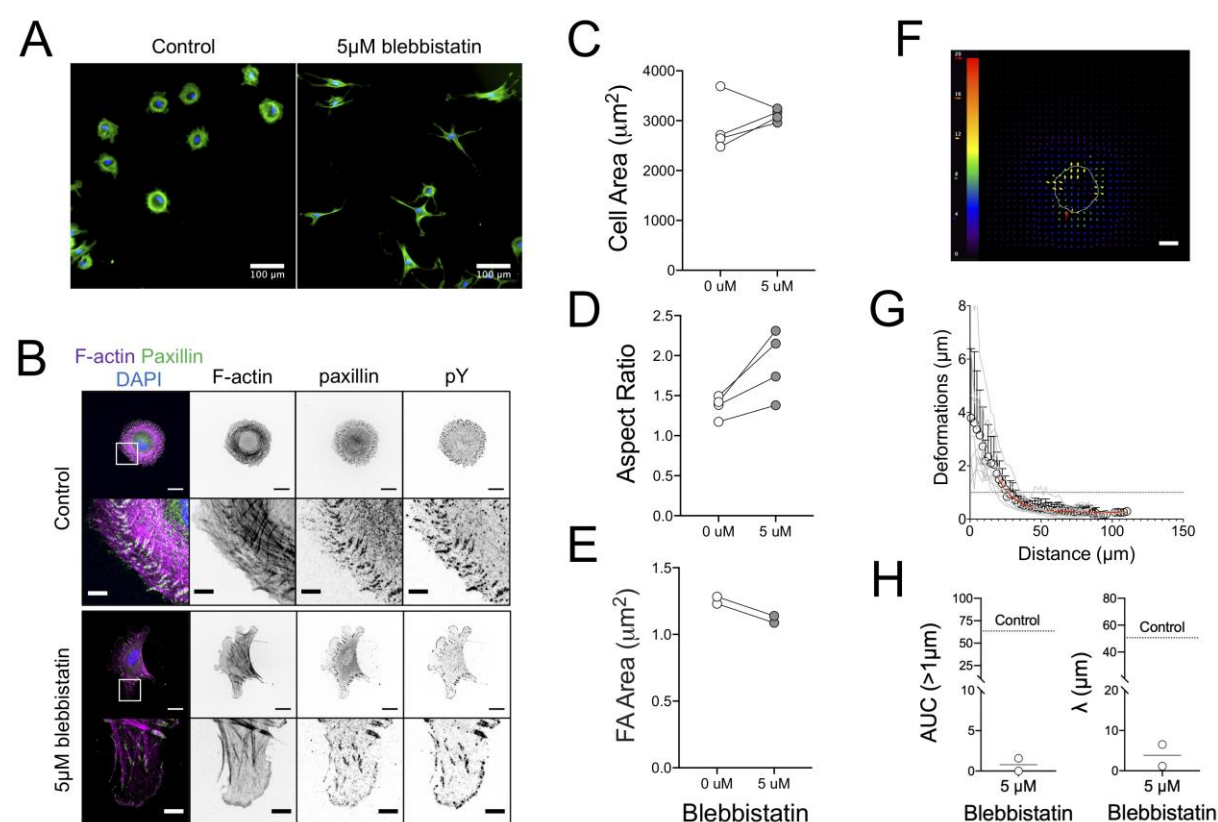 A
Control
5µM blebbistatin
100 µm
100 µm
B
F-actin Paxillin
DAPI
F-actin
paxillin
pY
Control
5µM blebbistatin
C
Cell Area (µm²)
4000
3000
2000
1000
0
0 uM
5 uM
D
Aspect Ratio
2.5
2.0
1.5
1.0
0.5
0.0
0 uM
5 uM
E
FA Area (µm²)
1.5
1.0
0.5
0.0
0 uM
5 uM
Blebbistatin
F
20
16
12
8
4
0
G
Deformations (µm)
8
6
4
2
0
0
50
100
150
Distance (µm)
H
AUC (>1µm)
100
75
50
25
10
5
0
Control
5 µM
Blebbistatin
λ (µm)
80
60
40
20
20
10
0
Control
5 µM
Blebbistatin